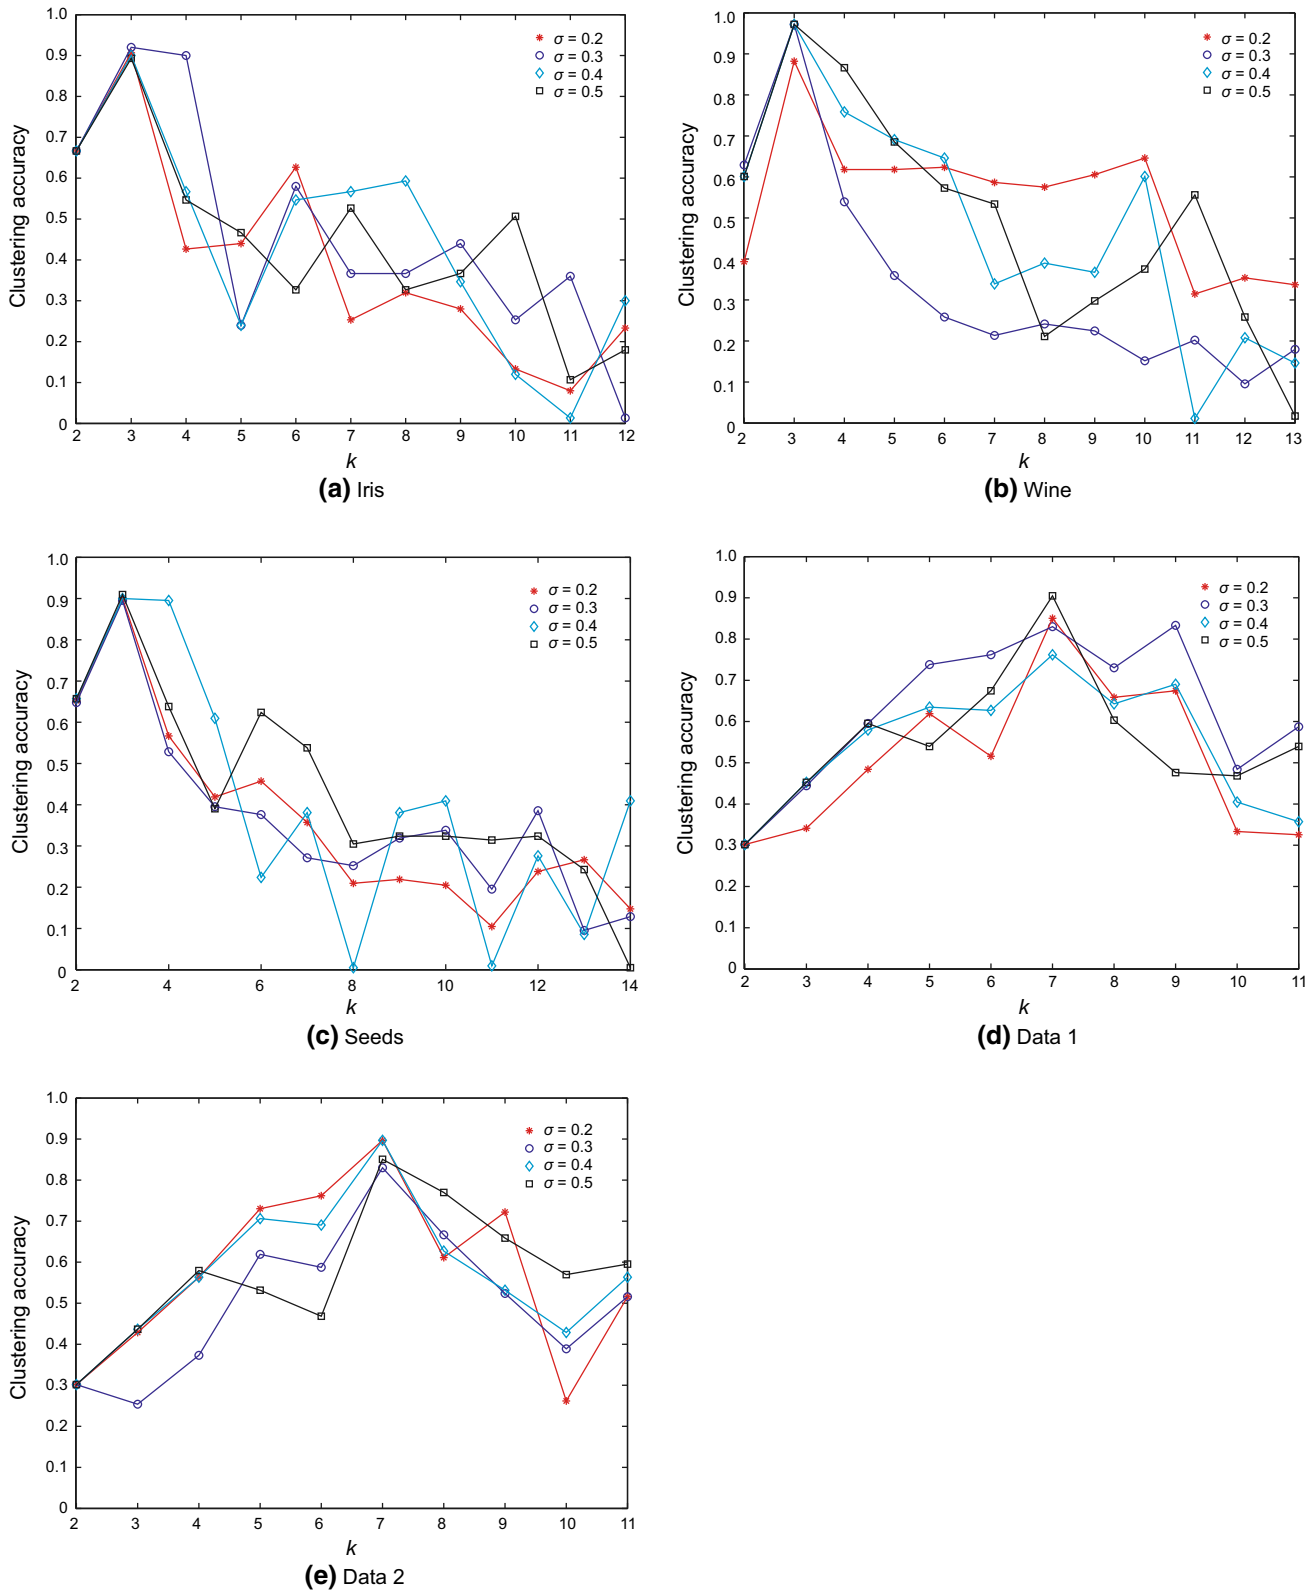 1.0
0.9
0.8
0.7
0.6
0.5
0.4
0.3
0.2
0.1
0
Clustering accuracy
σ = 0.2
σ = 0.3
σ = 0.4
σ = 0.5
2 3 4 5 6 7 8 9 10 11 12
k
(a) Iris
1.0
0.9
0.8
0.7
0.6
0.5
0.4
0.3
0.2
0.1
0
Clustering accuracy
σ = 0.2
σ = 0.3
σ = 0.4
σ = 0.5
2 3 4 5 6 7 8 9 10 11 12 13
k
(b) Wine
1.0
0.9
0.8
0.7
0.6
0.5
0.4
0.3
0.2
0.1
0
Clustering accuracy
σ = 0.2
σ = 0.3
σ = 0.4
σ = 0.5
2 4 6 8 10 12 14
k
(c) Seeds
1.0
0.9
0.8
0.7
0.6
0.5
0.4
0.3
0.2
0.1
0
Clustering accuracy
σ = 0.2
σ = 0.3
σ = 0.4
σ = 0.5
2 3 4 5 6 7 8 9 10 11
k
(d) Data 1
1.0
0.9
0.8
0.7
0.6
0.5
0.4
0.3
0.2
0.1
0
Clustering accuracy
σ = 0.2
σ = 0.3
σ = 0.4
σ = 0.5
2 3 4 5 6 7 8 9 10 11
k
(e) Data 2